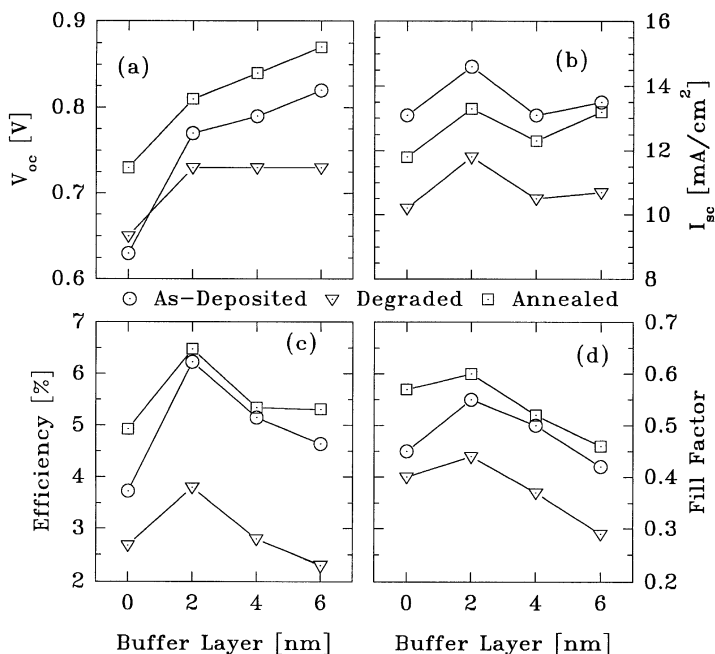 0.9
0.8
0.7
0.6
V_oc [V]
(a)
(b)
16
14
12
10
8
I_sc [mA/cm^2]
As-Deposited Degraded Annealed
7
6
5
4
3
2
Efficiency [%]
(c)
(d)
0.7
0.6
0.5
0.4
0.3
0.2
Fill Factor
0 2 4 6
0 2 4 6
Buffer Layer [nm]
Buffer Layer [nm]